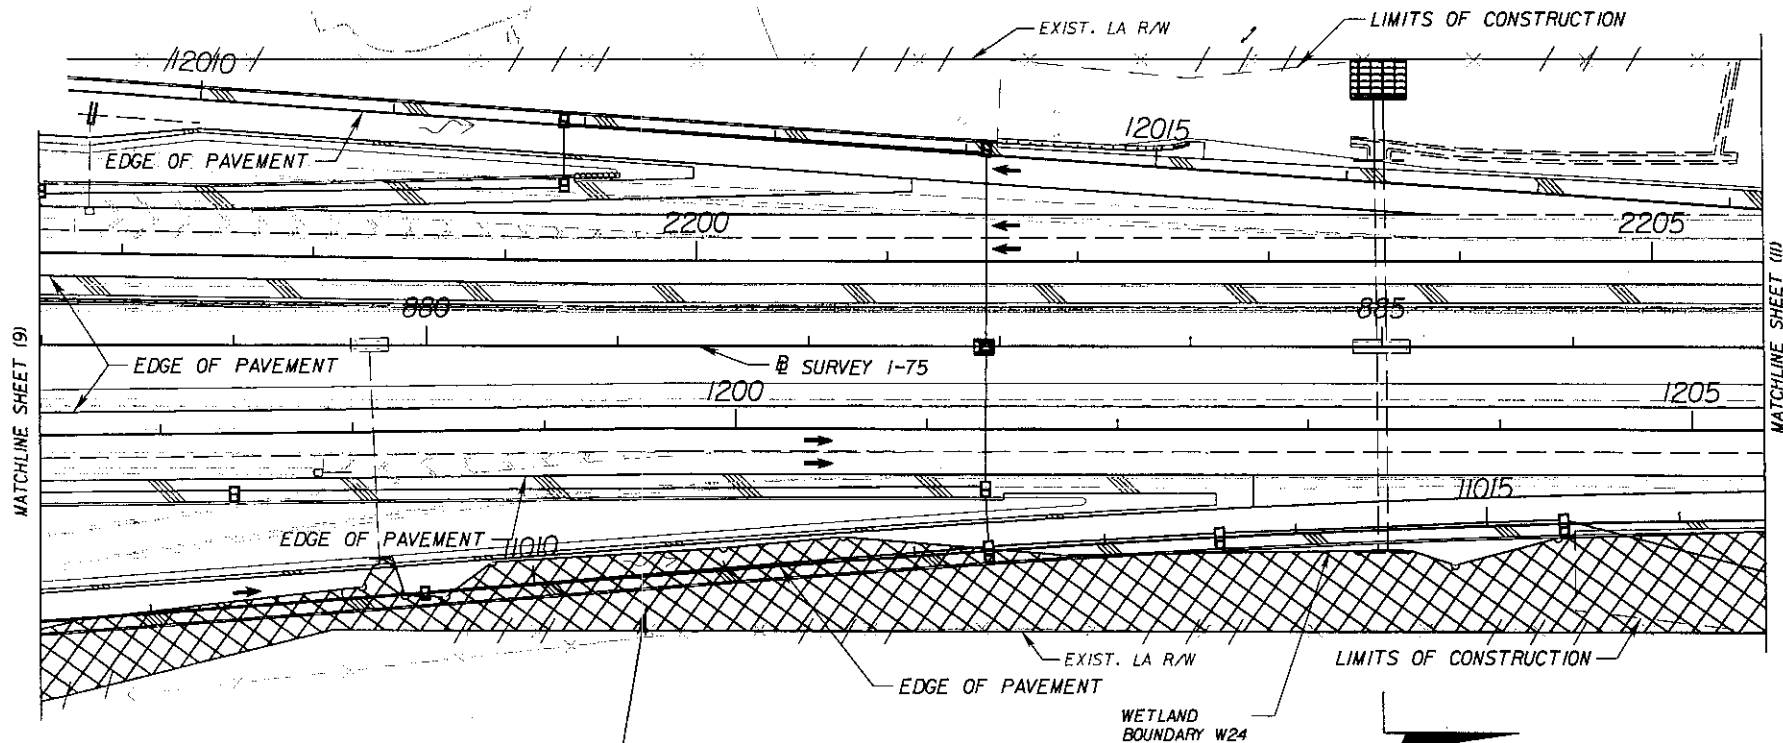 EXIST. LA R/W
LIMITS OF CONSTRUCTION
12010
12015
EDGE OF PAVEMENT
2200
2205
MATCHLINE SHEET (9)
MATCHLINE SHEET (11)
880
885
EDGE OF PAVEMENT
SURVEY I-75
1200
1205
EDGE OF PAVEMENT
11010
11015
EXIST. LA R/W
LIMITS OF CONSTRUCTION
EDGE OF PAVEMENT
WETLAND
BOUNDARY W24